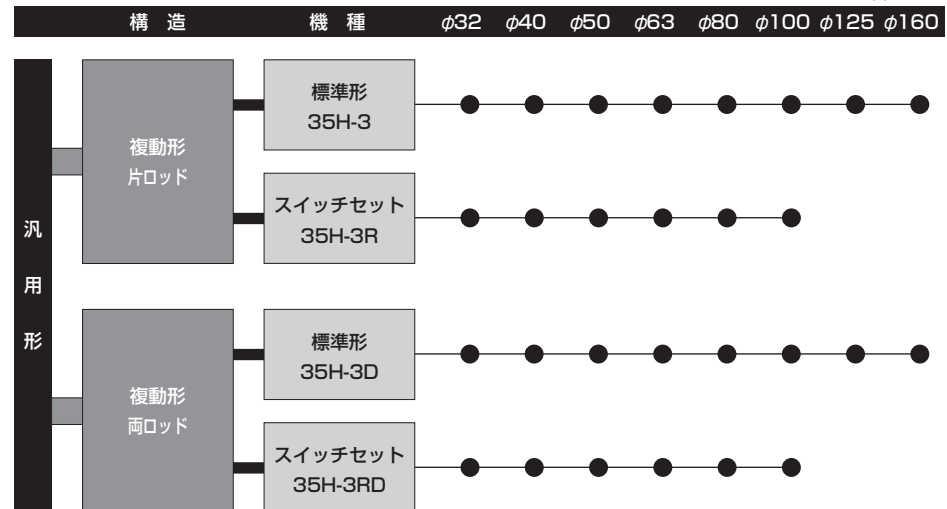 構 造 機 種 φ32 φ40 φ50 φ63 φ80 φ100 φ125 φ160
汎用形
複動形
片ロッド
標準形
35H-3
スイッチセット
35H-3R
複動形
両ロッド
標準形
35H-3D
スイッチセット
35H-3RD